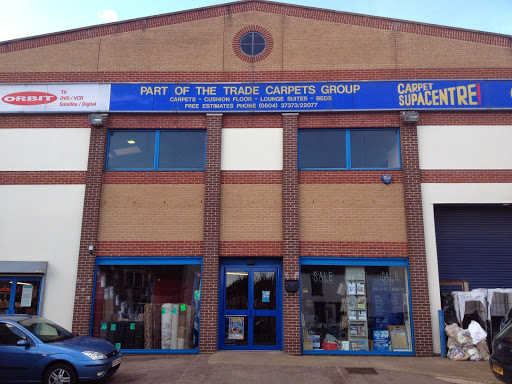 ORBIT
TV
DVD / VCR
Satellite / Digital
PART OF THE TRADE CARPETS GROUP
CARPETS - CUSHION FLOOR - LOUNGE SUITES - BEDS
FREE ESTIMATES PHONE (0604) 37373/22077
CARPET
SUPACENTRE!
SALE
SALE